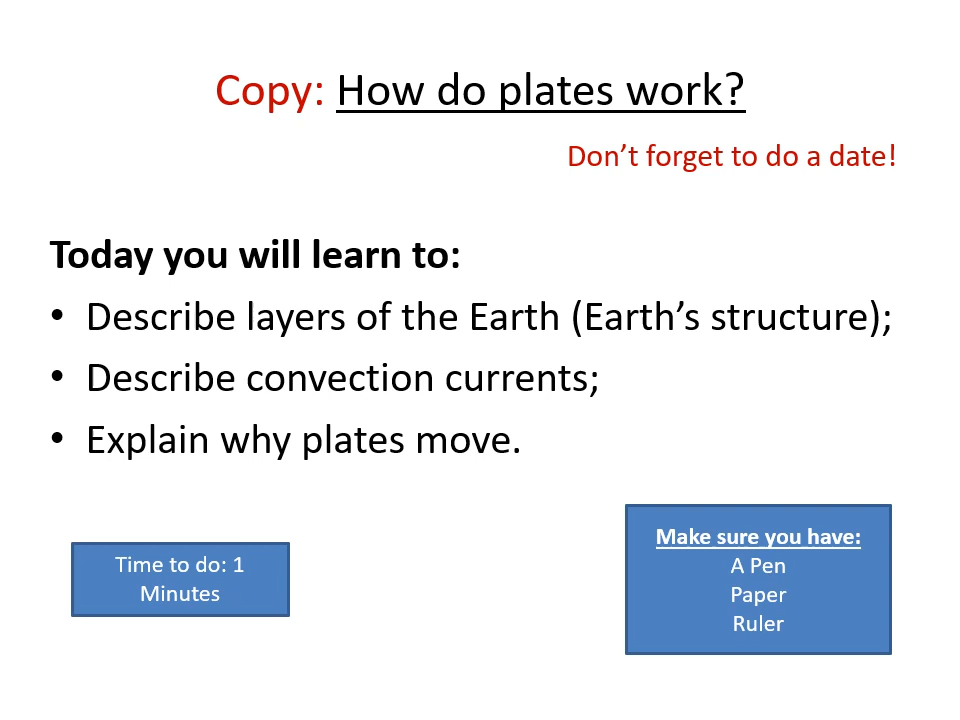 Copy: How do plates work?
Don’t forget to do a date!
Today you will learn to:
• Describe layers of the Earth (Earth’s structure);
• Describe convection currents;
• Explain why plates move.
Time to do: 1
Minutes
Make sure you have:
A Pen
Paper
Ruler